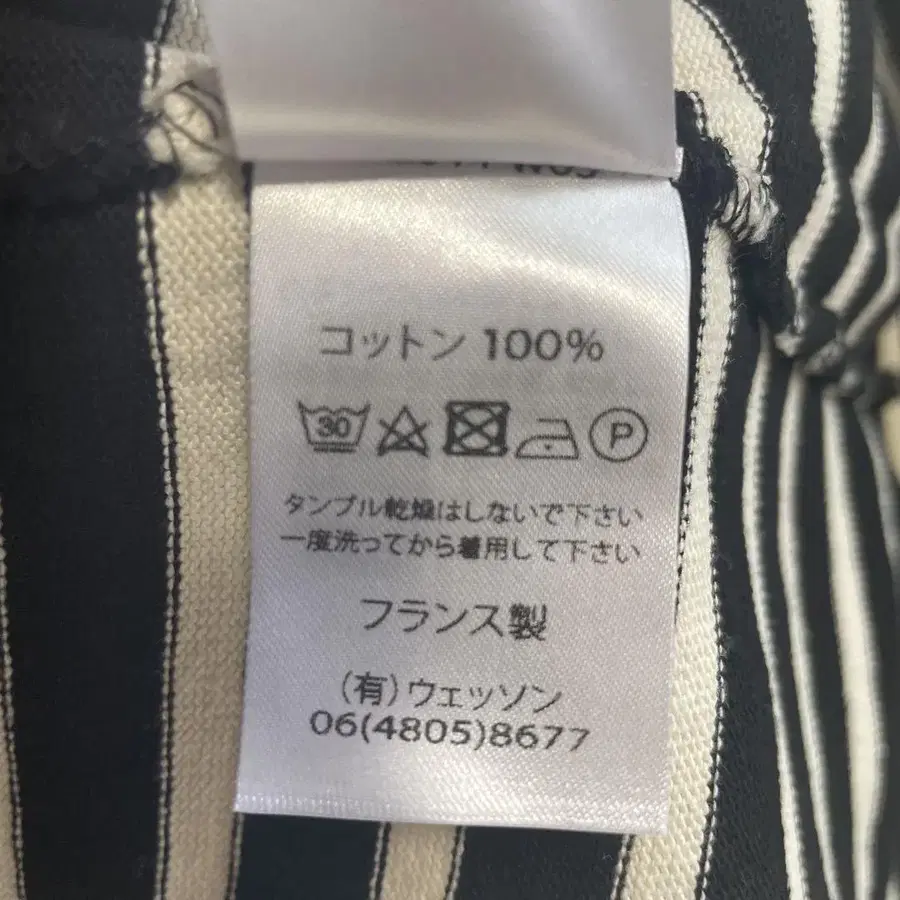 コットン 100%
30 P
タンブル乾燥はしないで下さい
一度洗ってから着用して下さい
フランス製
(有)ウェッソン
06(4805)8677